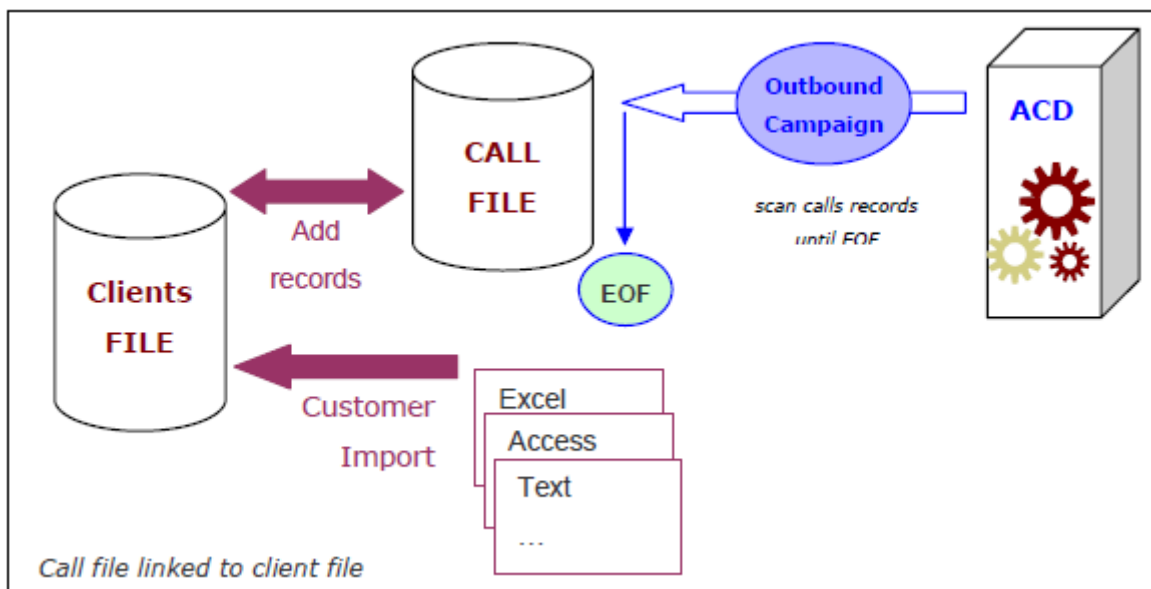 Outbound
Campaign
ACD
CALL
FILE
scan calls records
until EOF
Add
records
Clients
FILE
EOF
Customer
Import
Excel
Access
Text
...
Call file linked to client file